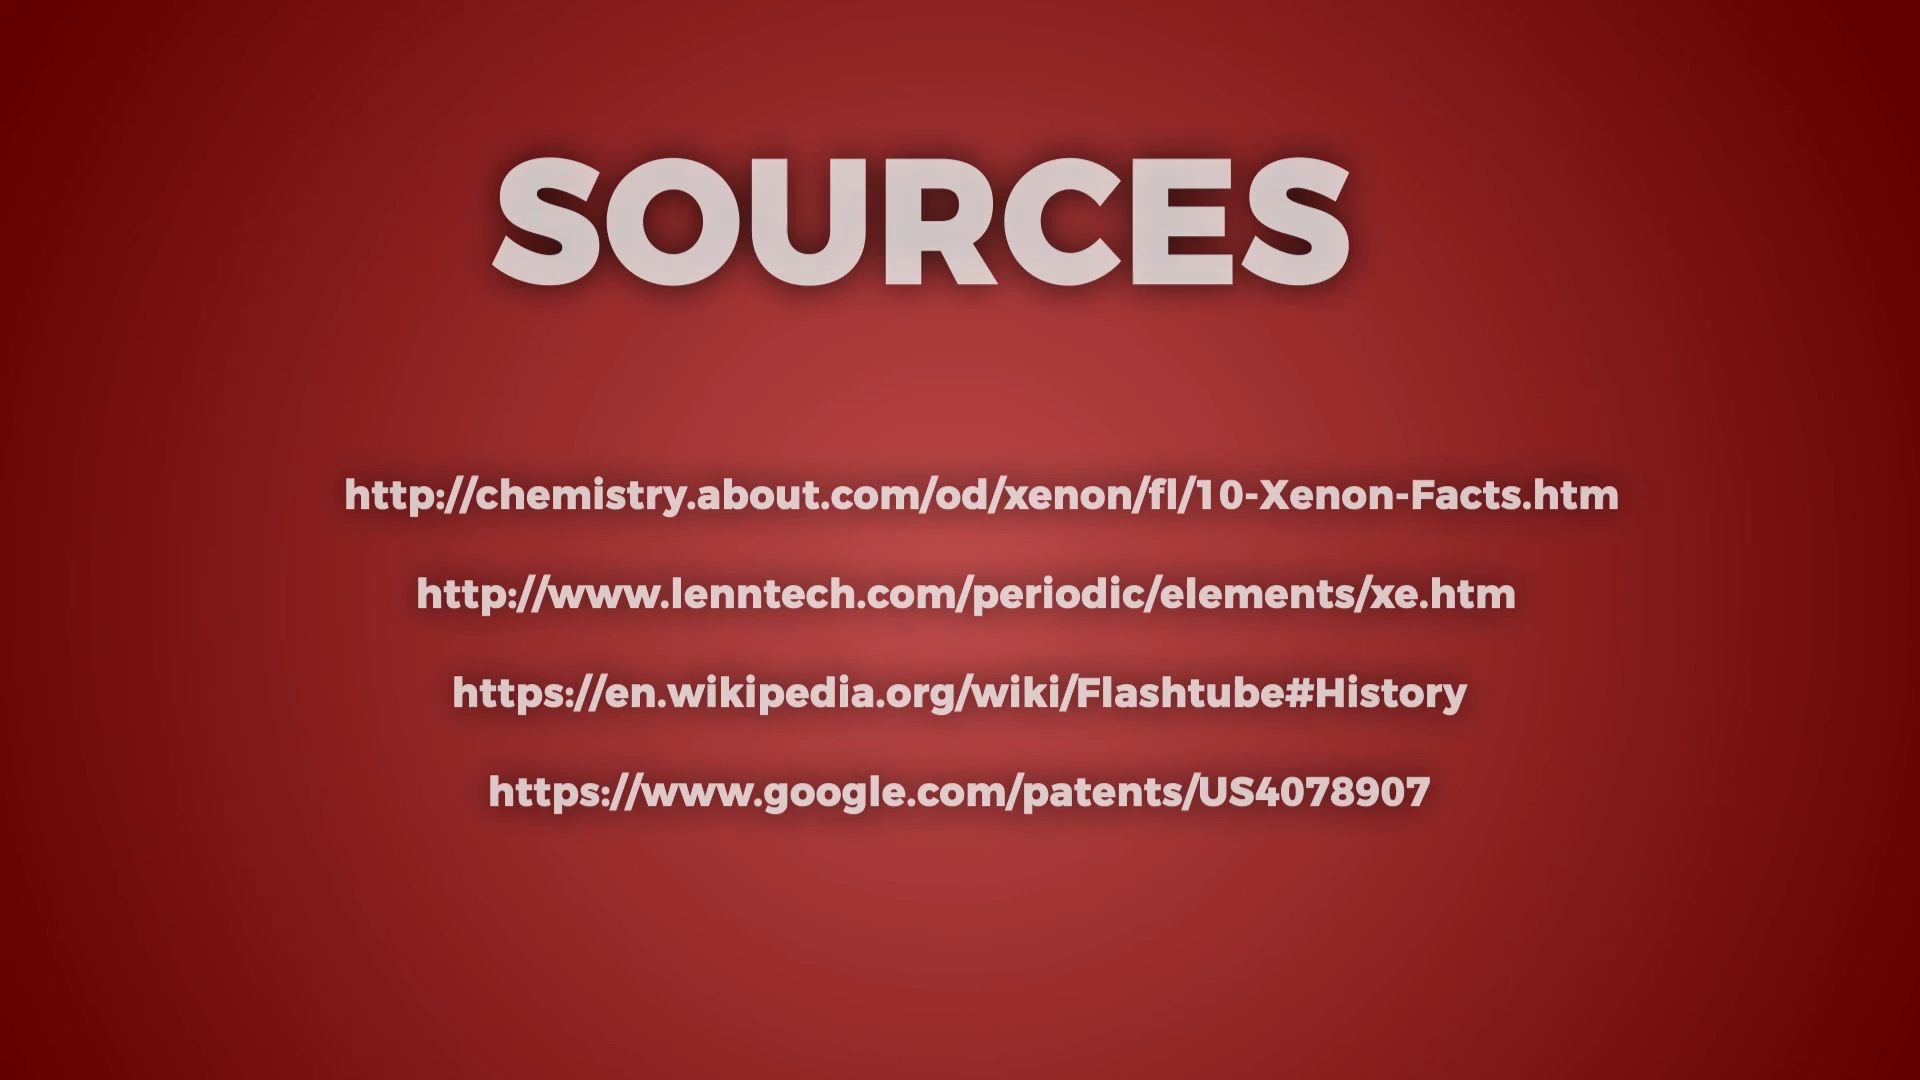 SOURCES
http://chemistry.about.com/od/xenon/fl/10-Xenon-Facts.htm
http://www.lenntech.com/periodic/elements/xe.htm
https://en.wikipedia.org/wiki/Flashtube#History
https://www.google.com/patents/US4078907